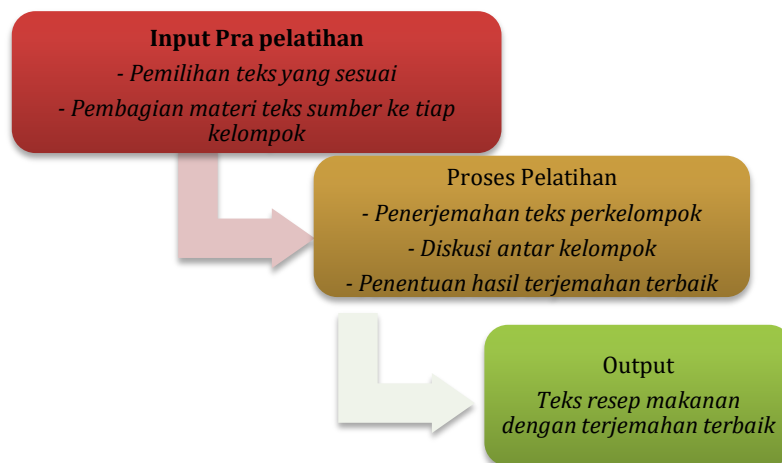 Input Pra pelatihan
- Pemilihan teks yang sesuai
- Pembagian materi teks sumber ke tiap
kelompok
Proses Pelatihan
- Penerjemahan teks perkelompok
- Diskusi antar kelompok
- Penentuan hasil terjemahan terbaik
Output
Teks resep makanan
dengan terjemahan terbaik